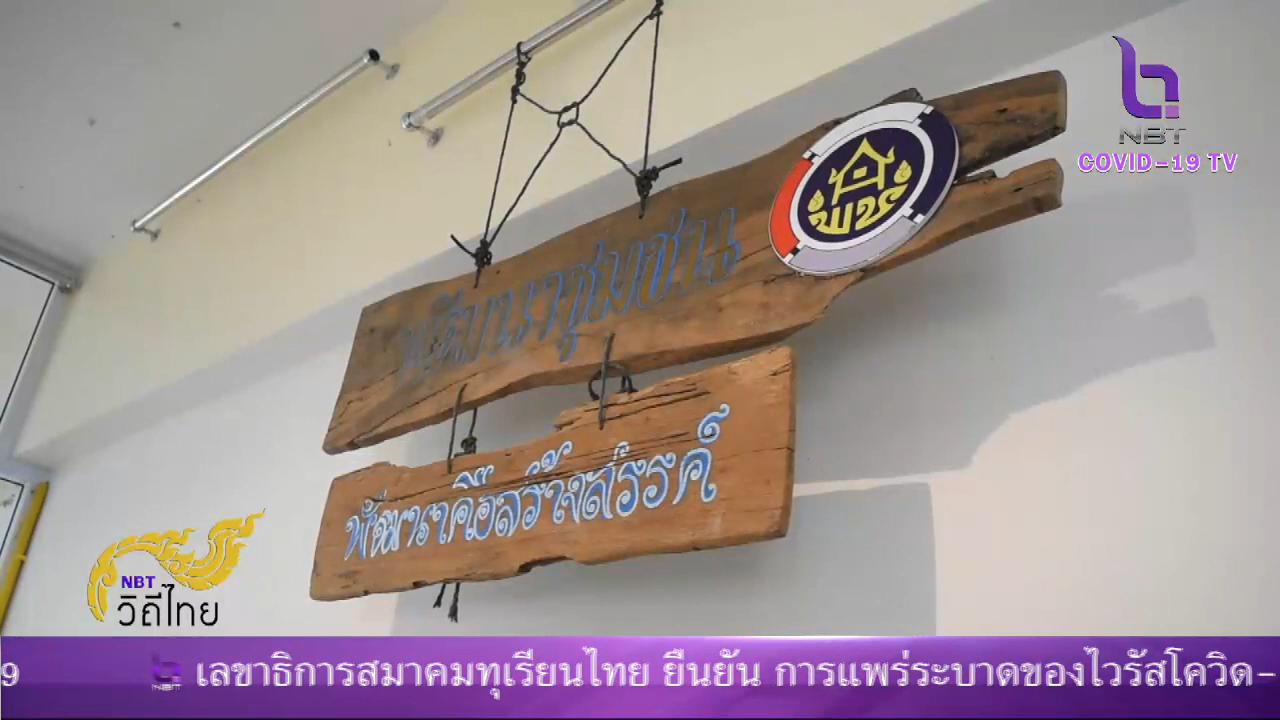 NBT
COVID-19 TV
พช
พัฒนาชุมชน
พัฒนาคือสร้างสรรค์
NBT
วิถีไทย
9 NBT เลขาธิการสมาคมทุเรียนไทย ยืนยัน การแพร่ระบาดของไวรัสโควิด-